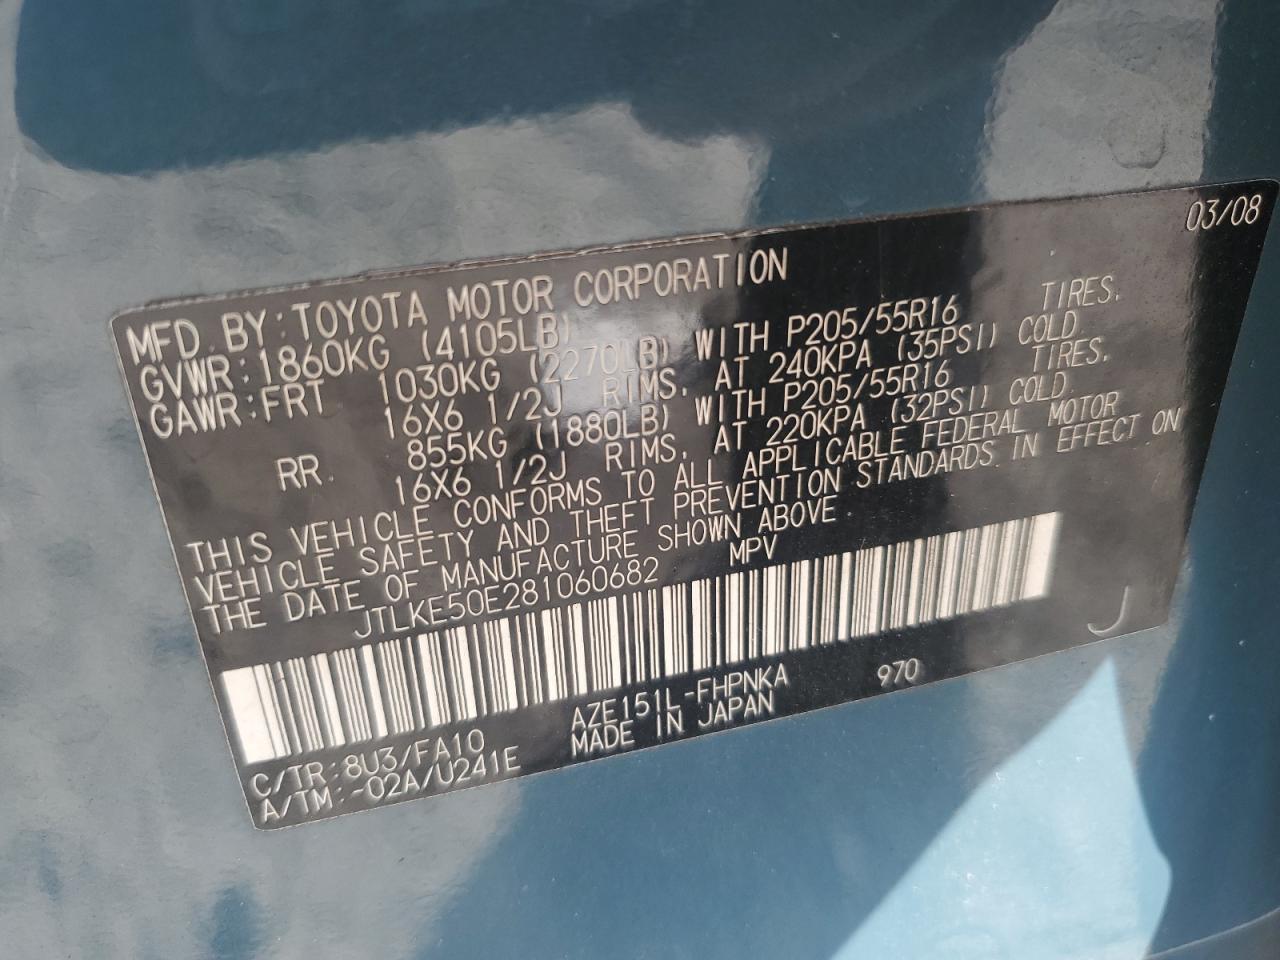 03/08
MFD. BY: TOYOTA MOTOR CORPORATION
GVWR: 1860KG (4105LB)
GAWR: FRT 1030KG (2270LB) WITH P205/55R16 TIRES,
16X6 1/2J RIMS, AT 240KPA (35PSI) COLD
RR. 855KG (1880LB) WITH P205/55R16 TIRES,
16X6 1/2J RIMS, AT 220KPA (32PSI) COLD
THIS VEHICLE CONFORMS TO ALL APPLICABLE FEDERAL MOTOR
VEHICLE SAFETY AND THEFT PREVENTION STANDARDS IN EFFECT ON
THE DATE OF MANUFACTURE SHOWN ABOVE
JTLKE50E281060682 MPV
J
C/TR: 8U3/FA10 AZE151L-FHPNKA 970
A/TM: -02A/U241E MADE IN JAPAN